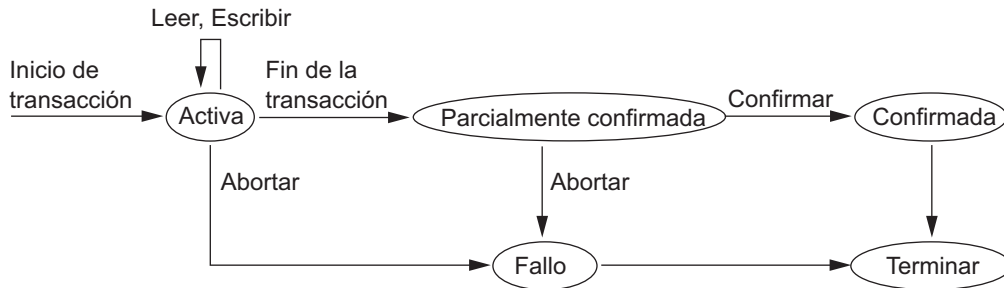 Leer, Escribir
Inicio de
transacción
Fin de la
transacción
Activa
Parcialmente confirmada
Confirmar
Confirmada
Abortar
Abortar
Fallo
Terminar